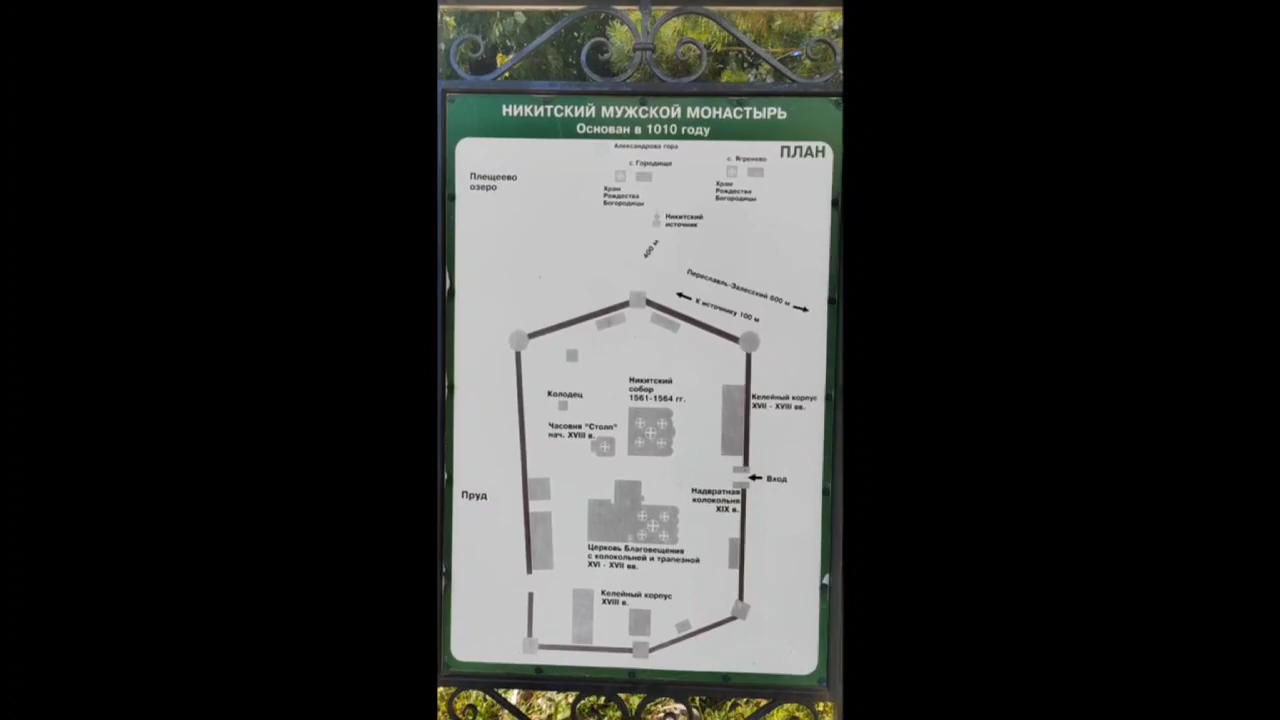 НИКИТСКИЙ МУЖСКОЙ МОНАСТЫРЬ
Основан в 1010 году
ПЛАН
Александрова гора
с. Городище
с. Ягренево
Плещеево
озеро
Храм
Рождества
Богородицы
Храм
Рождества
Богородицы
Никитский
источник
400 м
Переславль-Залесский 600 м
К источнику 100 м
Никитский
собор
1561-1564 гг.
Колодец
Келейный корпус
XVII - XVIII вв.
Часовня "Столп"
нач. XVIII в.
Вход
Пруд
Надвратная
колокольня
XIX в.
Церковь Благовещения
с колокольней и трапезной
XVI - XVII вв.
Келейный корпус
XVIII в.